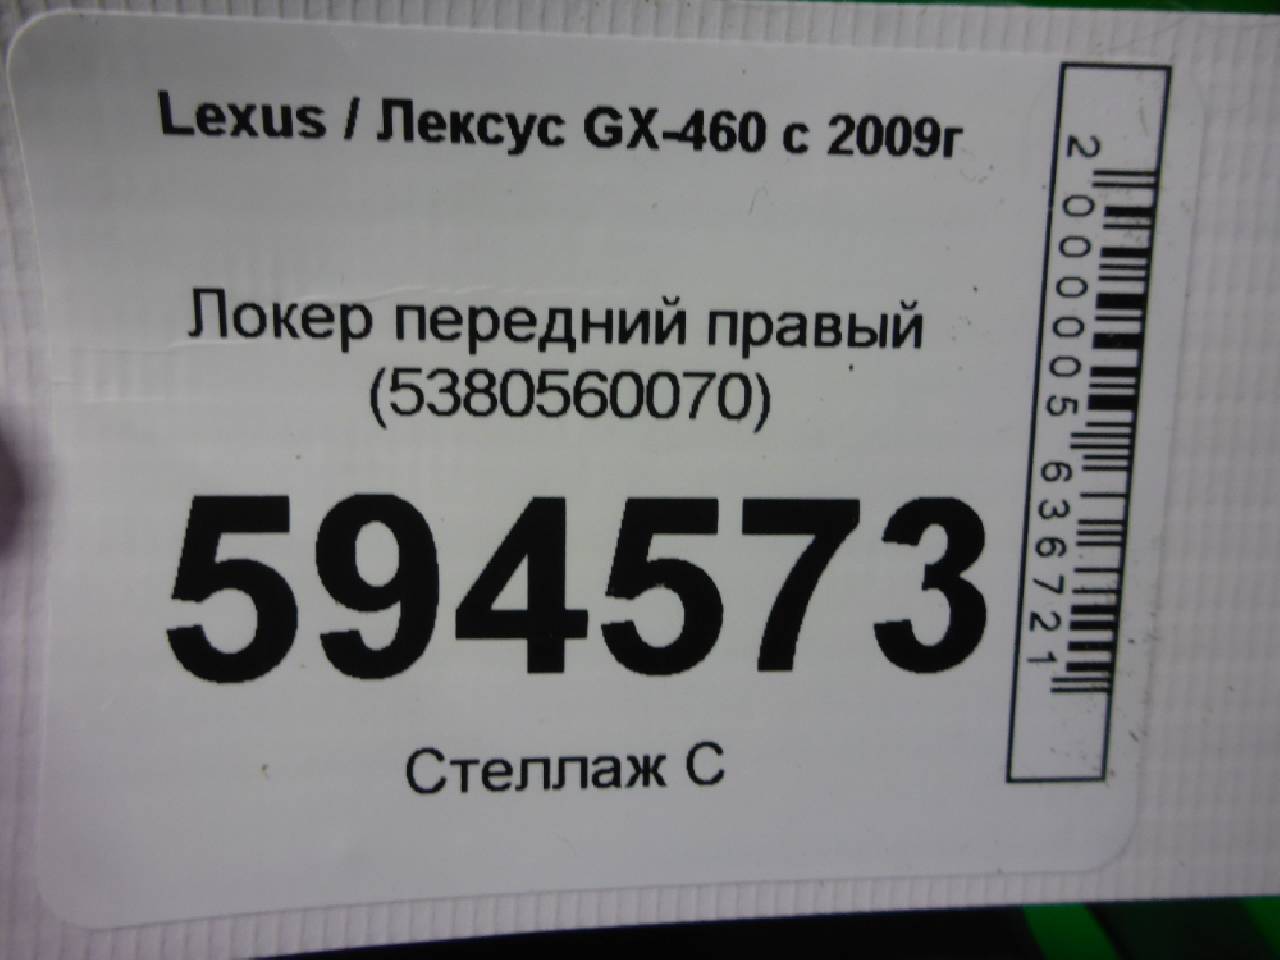 Lexus / Лексус GX-460 с 2009г
Локер передний правый
(5380560070)
594573
Стеллаж С
2000005636721